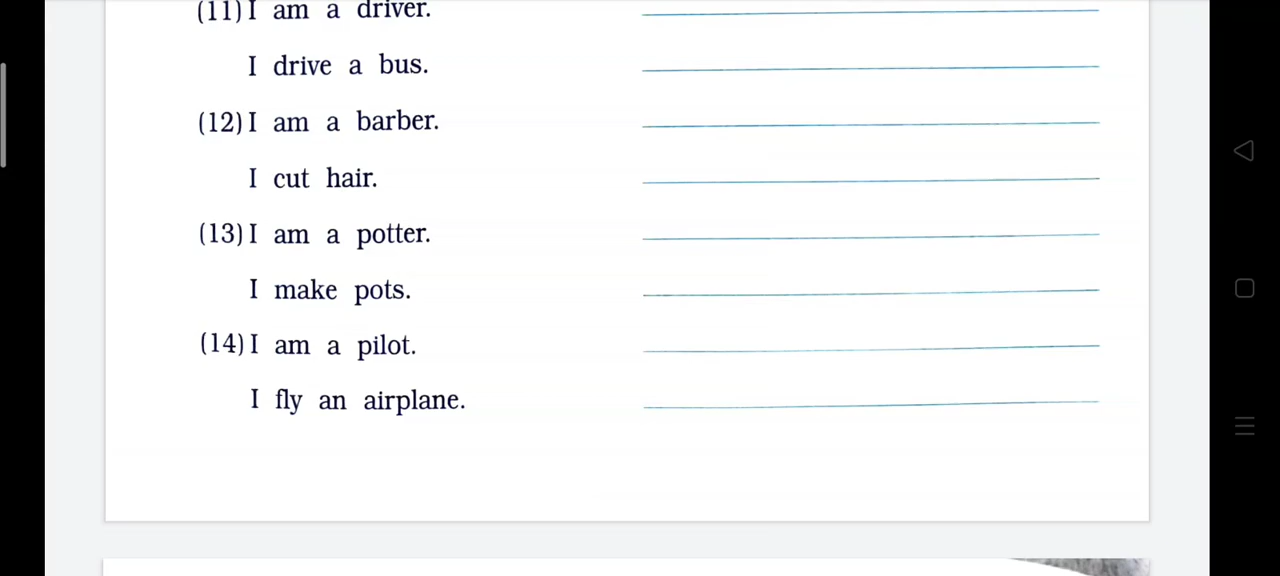 (11) I am a driver.
I drive a bus.
(12) I am a barber.
I cut hair.
(13) I am a potter.
I make pots.
(14) I am a pilot.
I fly an airplane.